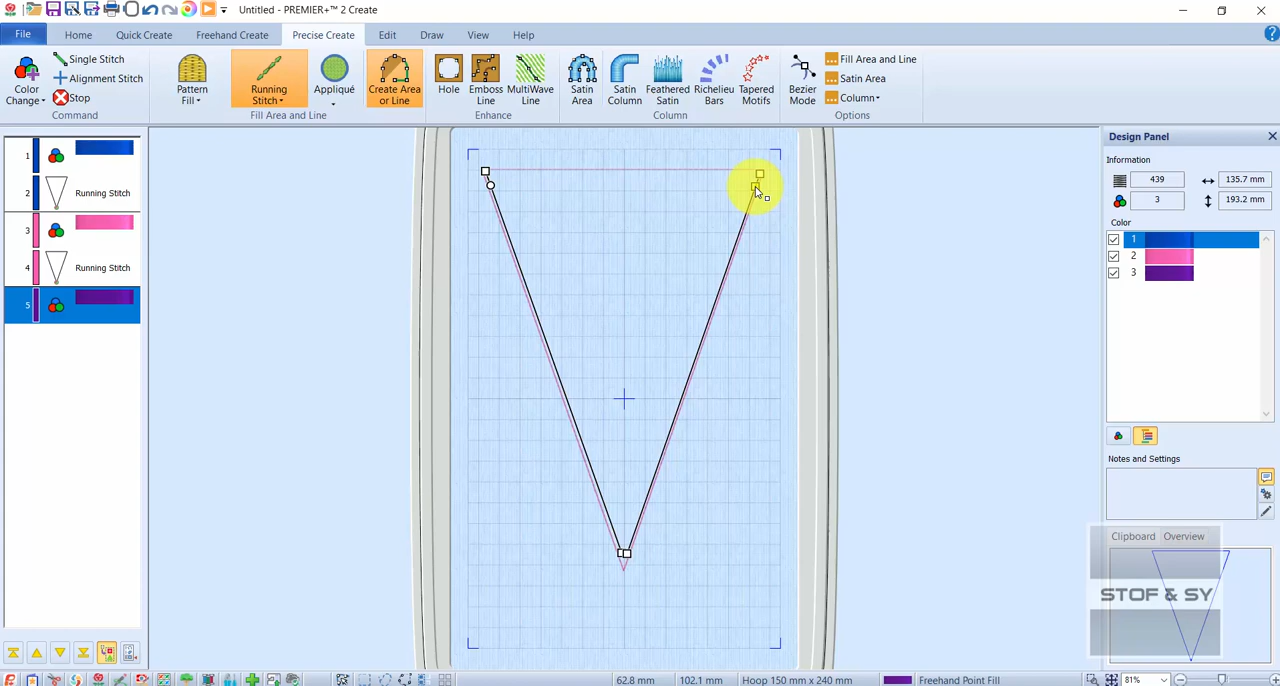 Untitled - PREMIER+™ 2 Create
File Home Quick Create Freehand Create Precise Create Edit Draw View Help
Color Change
Single Stitch
Alignment Stitch
Stop
Command
Pattern Fill
Running Stitch
Appliqué
Create Area or Line
Fill Area and Line
Hole
Emboss Line
MultiWave Line
Enhance
Satin Area
Satin Column
Feathered Satin
Richelieu Bars
Tapered Motifs
Column
Bezier Mode
Fill Area and Line
Satin Area
Column
Options
1
2 Running Stitch
3
4 Running Stitch
5
Design Panel
Information
439 135.7 mm
3 193.2 mm
Color
1
2
3
Notes and Settings
Clipboard Overview
STOF & SY
62.8 mm 102.1 mm Hoop 150 mm x 240 mm Freehand Point Fill 81%